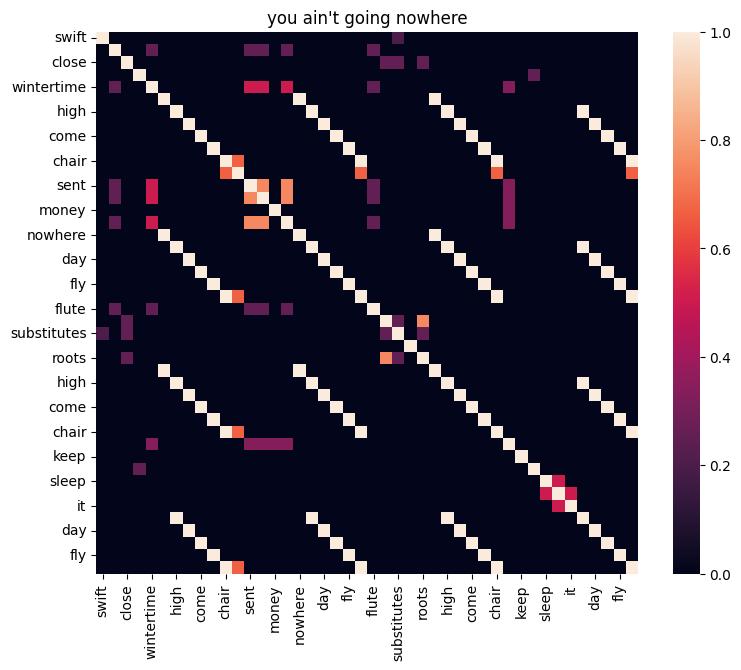 you ain't going nowhere
swift
close
wintertime
high
come
chair
sent
money
nowhere
day
fly
flute
substitutes
roots
high
come
chair
keep
sleep
it
day
fly
swift
close
wintertime
high
come
chair
sent
money
nowhere
day
fly
flute
substitutes
roots
high
come
chair
keep
sleep
it
day
fly
1.0
0.8
0.6
0.4
0.2
0.0